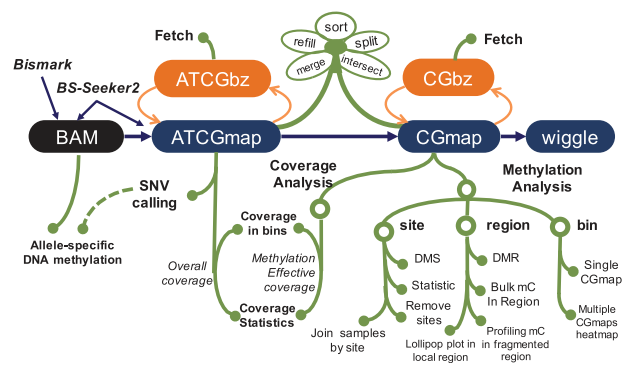 sort
refill
split
merge
intersect
Fetch
Fetch
Bismark
BS-Seeker2
ATCGbz
CGbz
BAM
ATCGmap
CGmap
wiggle
Coverage
Analysis
Methylation
Analysis
SNV
calling
Allele-specific
DNA methylation
Overall
coverage
Coverage
in bins
Methylation
Effective
coverage
Coverage
Statistics
site
DMS
Statistic
Remove
sites
Join samples
by site
region
DMR
Bulk mC
In Region
Profiling mC
in fragmented
region
Lollipop plot in
local region
bin
Single
CGmap
Multiple
CGmaps
heatmap